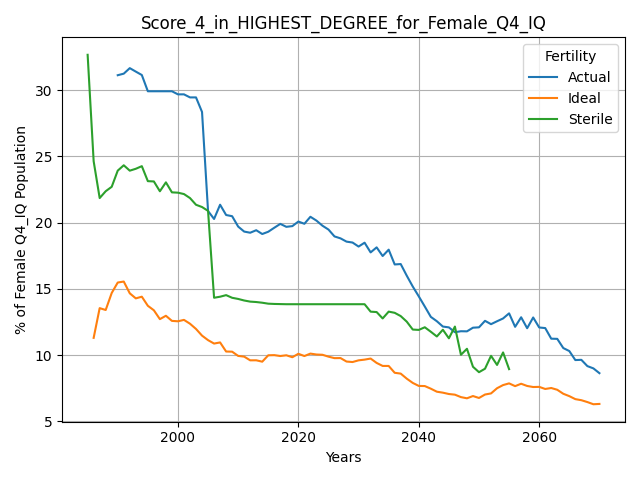 Score_4_in_HIGHEST_DEGREE_for_Female_Q4_IQ
% of Female Q4_IQ Population
30
25
20
15
10
5
Fertility
Actual
Ideal
Sterile
2000 2020 2040 2060
Years